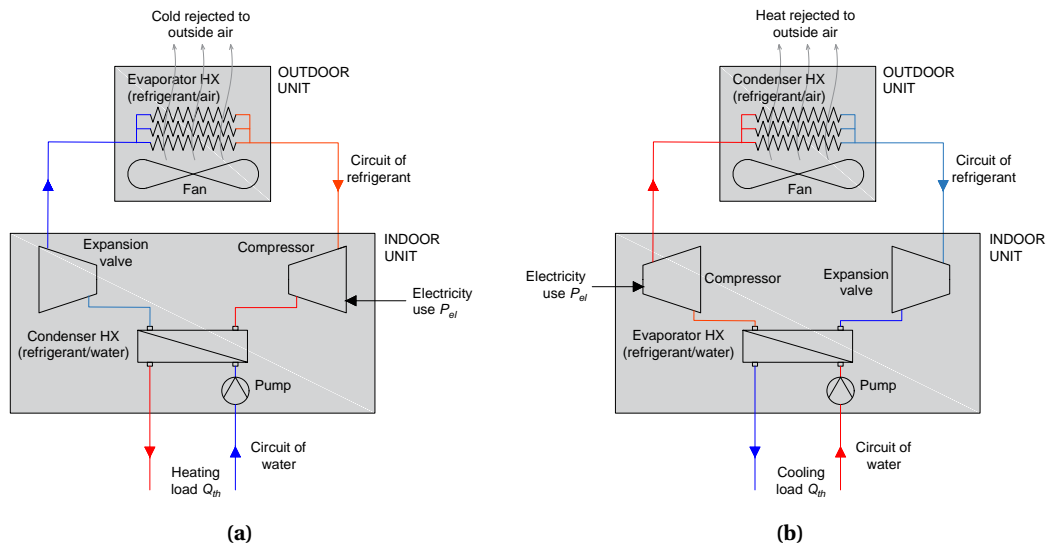 Cold rejected to
outside air
Evaporator HX
(refrigerant/air)
OUTDOOR
UNIT
Fan
Circuit of
refrigerant
INDOOR
UNIT
Expansion
valve
Compressor
Electricity
use Pel
Condenser HX
(refrigerant/water)
Pump
Circuit of
water
Heating
load Qth
(a)
Heat rejected to
outside air
Condenser HX
(refrigerant/air)
OUTDOOR
UNIT
Fan
Circuit of
refrigerant
INDOOR
UNIT
Electricity
use Pel
Compressor
Expansion
valve
Evaporator HX
(refrigerant/water)
Pump
Circuit of
water
Cooling
load Qth
(b)